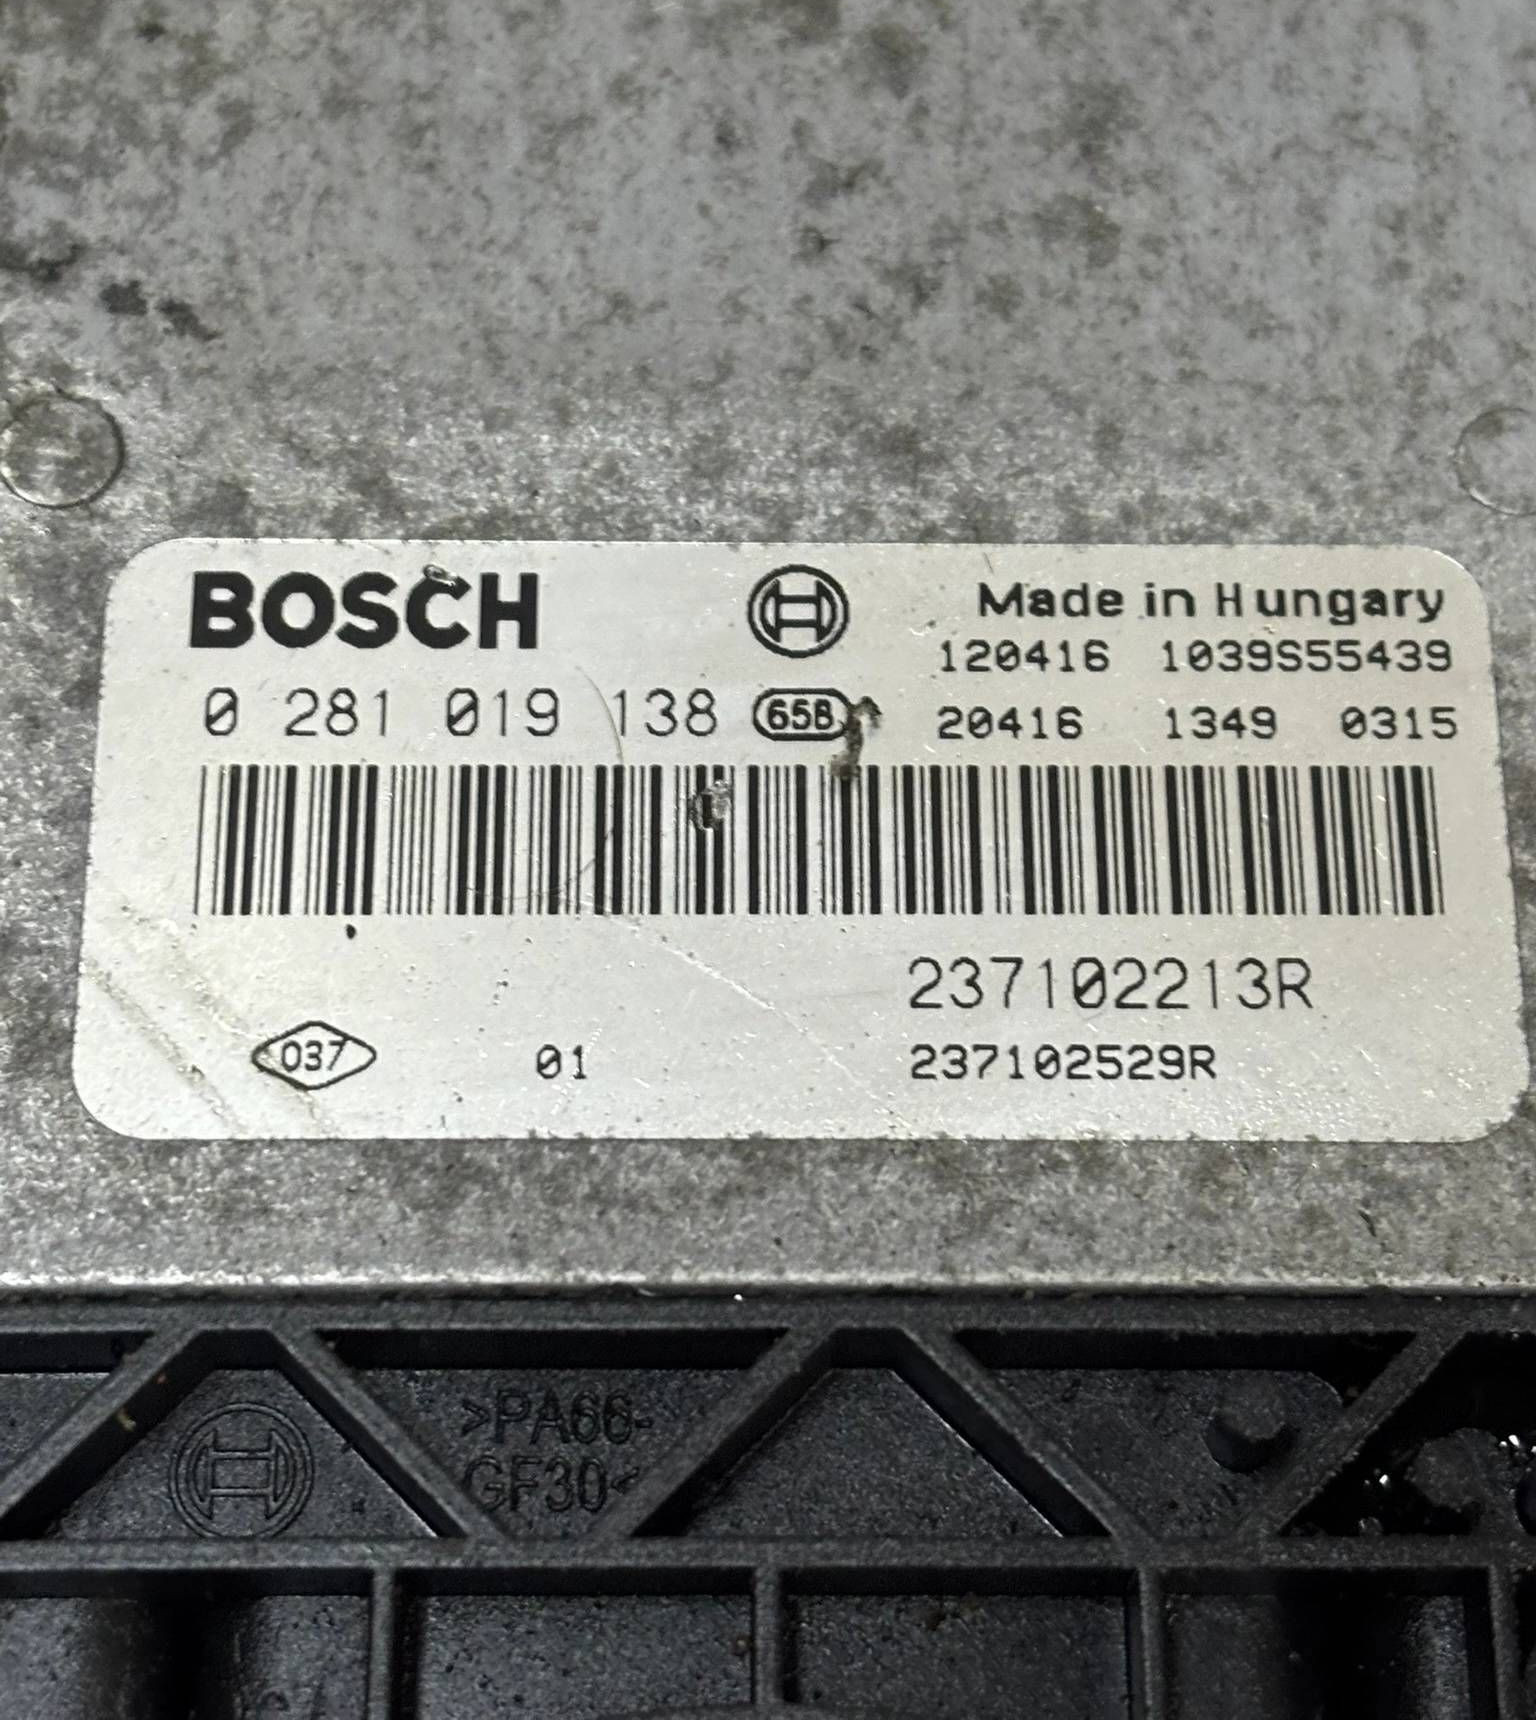 BOSCH
Made in Hungary
120416 1039S55439
0 281 019 138 65B 20416 1349 0315
237102213R
037 01 237102529R
>PA66-
GF30<